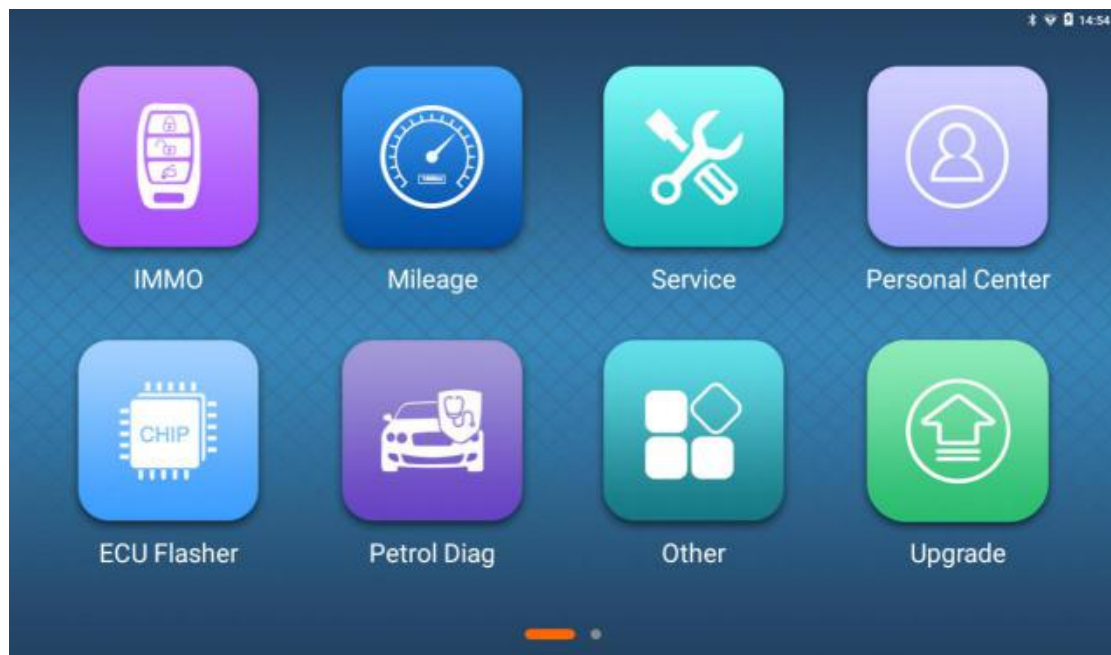 14:54
IMMO
Mileage
Service
Personal Center
CHIP
ECU Flasher
Petrol Diag
Other
Upgrade